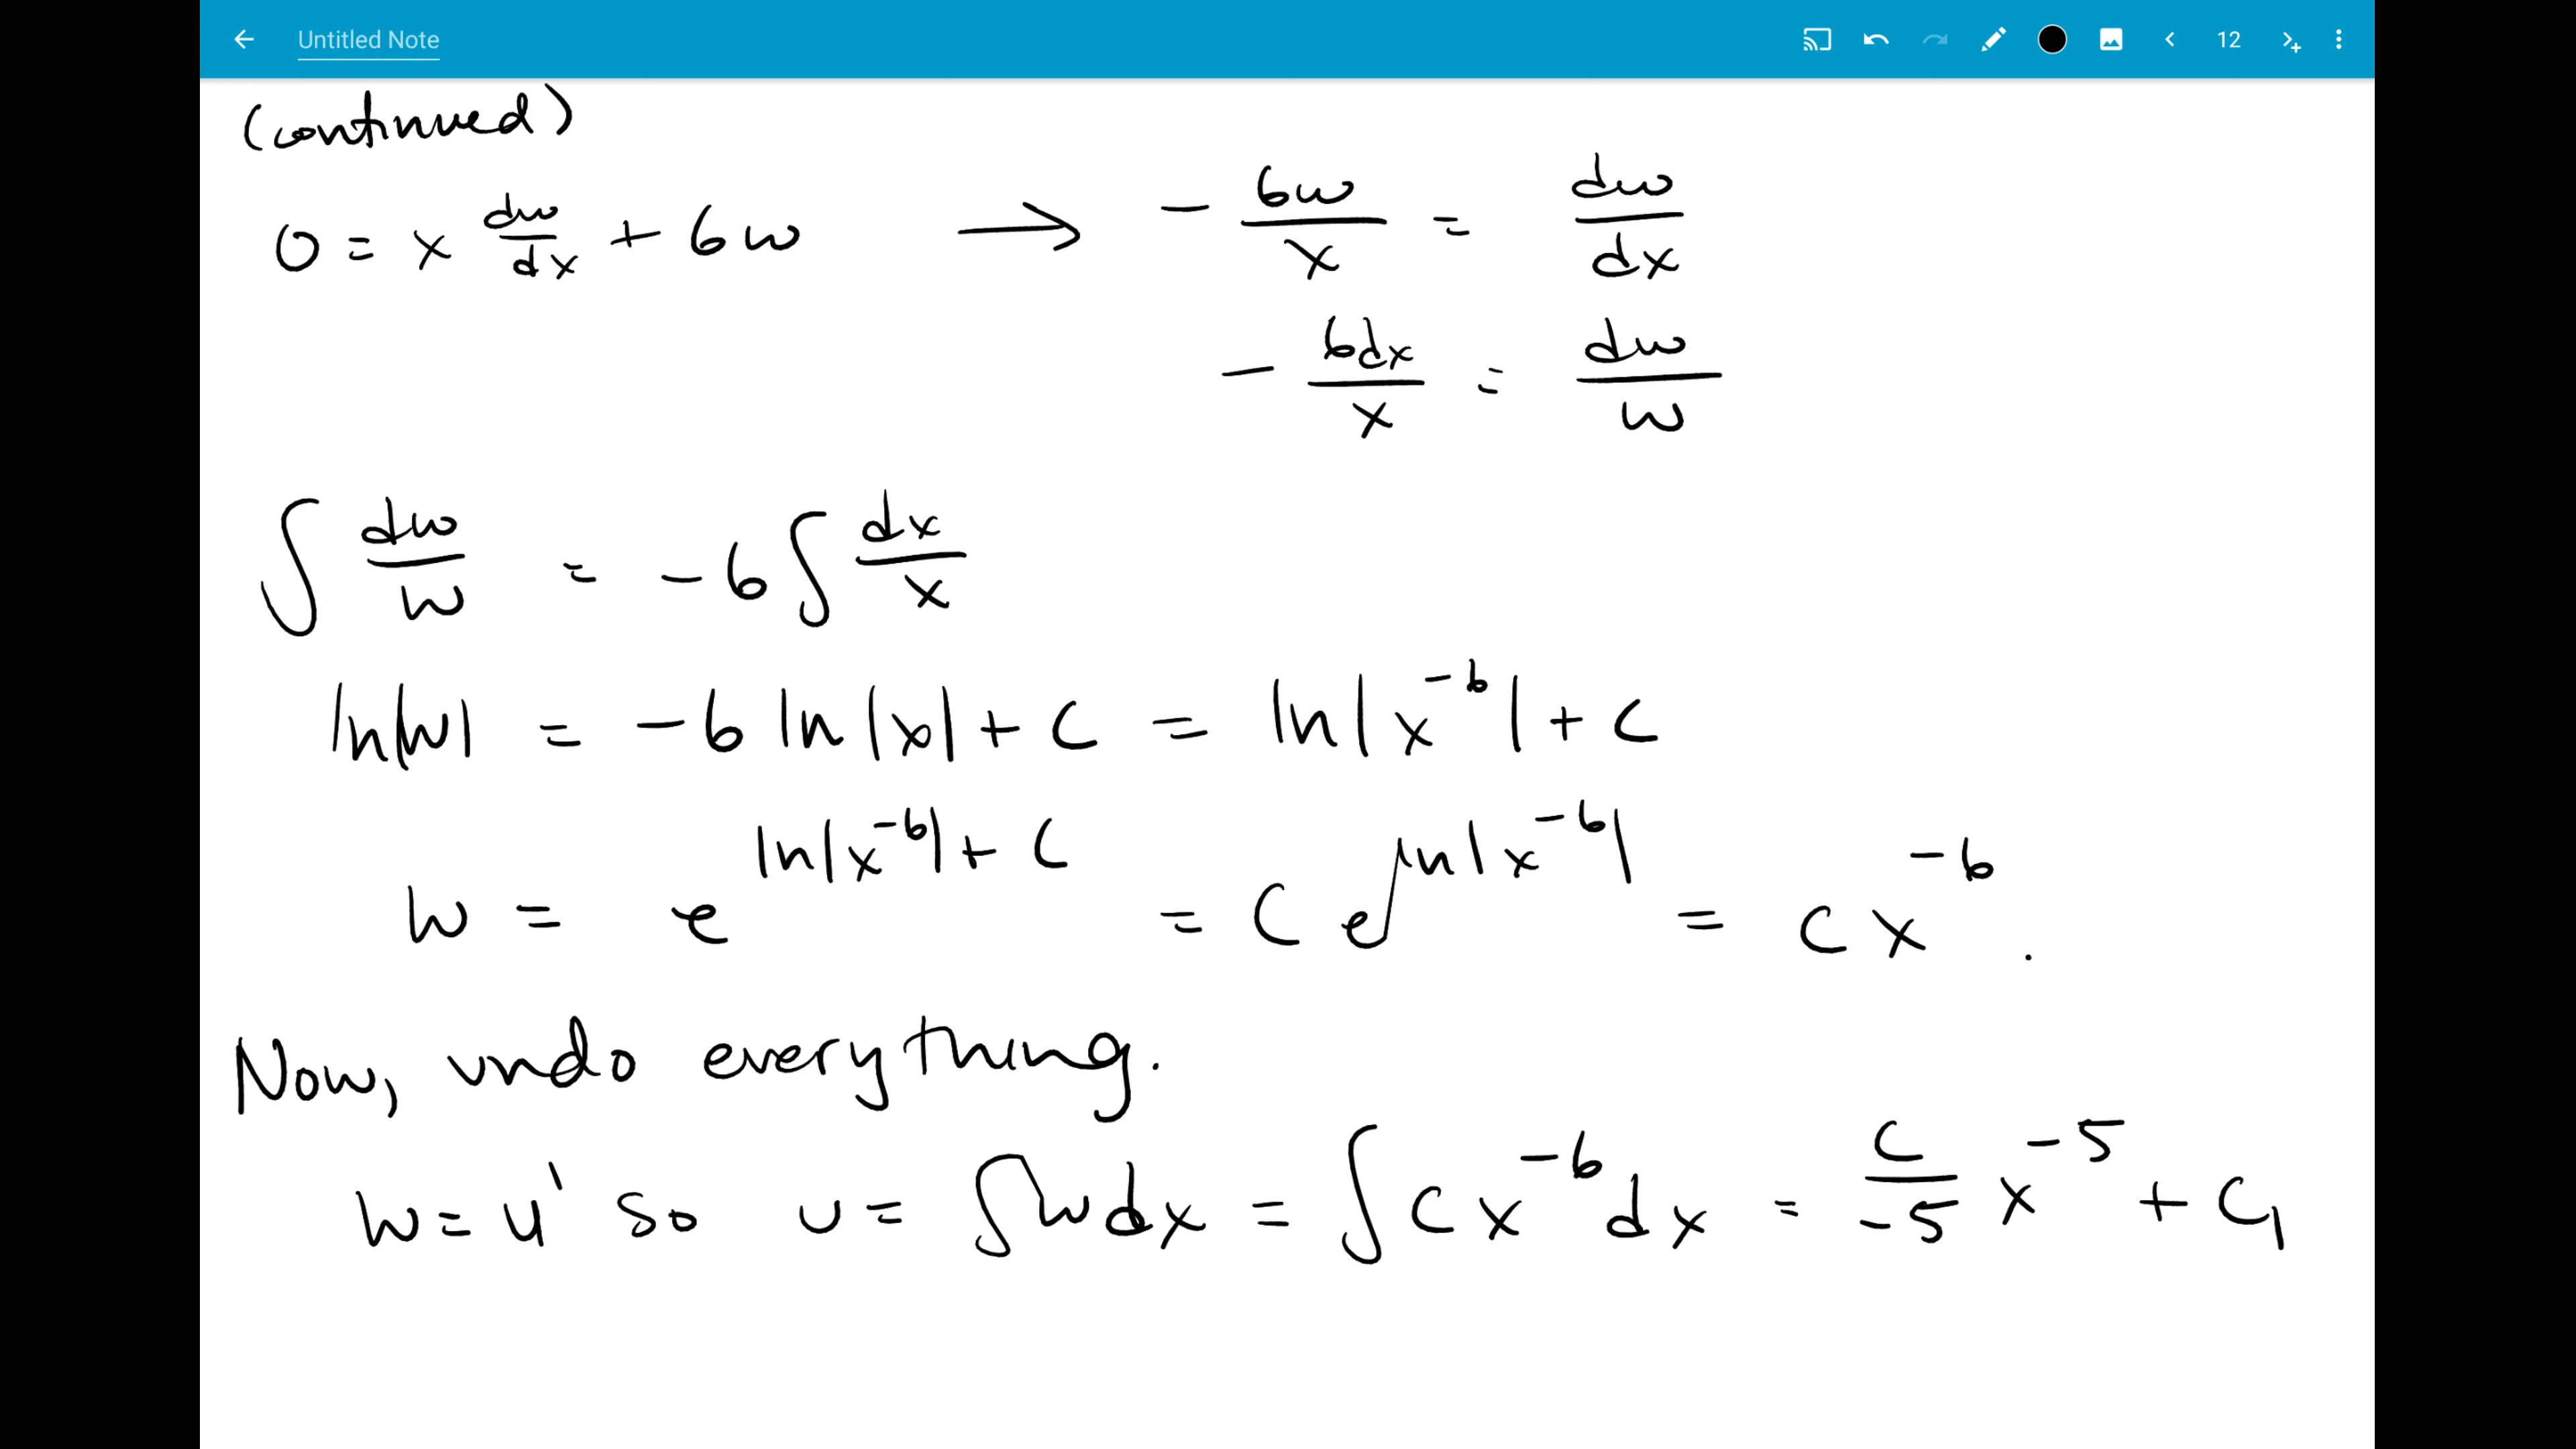 Untitled Note 12
(continued)
0 = x dw/dx + 6w → - 6w/x = dw/dx
- 6dx/x = dw/w
∫ dw/w = -6 ∫ dx/x
ln|w| = -6 ln|x| + C = ln|x^-6| + C
w = e^(ln|x^-6| + C) = C e^(ln|x^-6|) = C x^-6 .
Now, undo everything.
w = u' so u = ∫ w dx = ∫ C x^-6 dx = C/-5 x^-5 + C₁